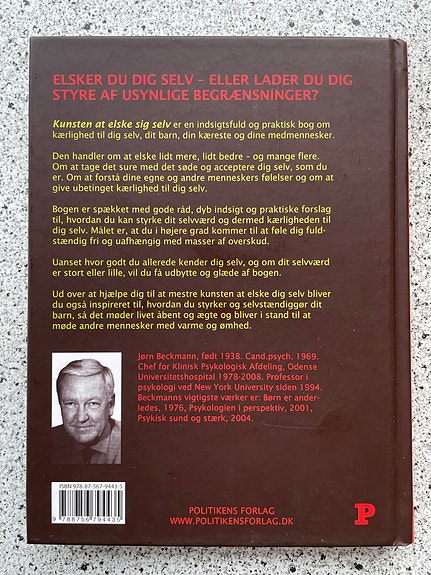 ELSKER DU DIG SELV – ELLER LADER DU DIG
STYRE AF USYNLIGE BEGRÆNSNINGER?
Kunsten at elske sig selv er en indsigtsfuld og praktisk bog om
kærlighed til dig selv, dit barn, din kæreste og dine medmennesker.
Den handler om at elske lidt mere, lidt bedre – og mange flere.
Om at tage det sure med det søde og acceptere dig selv, som du
er. Om at forstå dine egne og andre menneskers følelser og om at
give ubetinget kærlighed til dig selv.
Bogen er spækket med gode råd, dyb indsigt og praktiske forslag
til, hvordan du kan styrke dit selvværd og dermed kærligheden til
dig selv. Målet er, at du i højere grad kommer til at føle dig fuld-
stændig fri og uafhængig med masser af overskud.
Uanset hvor godt du allerede kender dig selv, og om dit selvværd
er stort eller lille, vil du få udbytte og glæde af bogen.
Ud over at hjælpe dig til at mestre kunsten at elske dig selv bliver
du også inspireret til, hvordan du styrker og selvstændiggør dit
barn, så det møder livet åbent og ægte og bliver i stand til at
møde andre mennesker med varme og ømhed.
Jørn Beckmann, født 1938. Cand.psych. 1969.
Chef for Klinisk Psykologisk Afdeling, Odense
Universitetshospital 1978-2008. Professor i
psykologi ved New York University siden 1994.
Beckmanns vigtigste værker er: Børn er ander-
ledes, 1976, Psykologien i perspektiv, 2001,
Psykisk sund og stærk, 2004.
ISBN 978-87-567-9443-5
9 788756 794435
POLITIKENS FORLAG
WWW.POLITIKENSFORLAG.DK
P